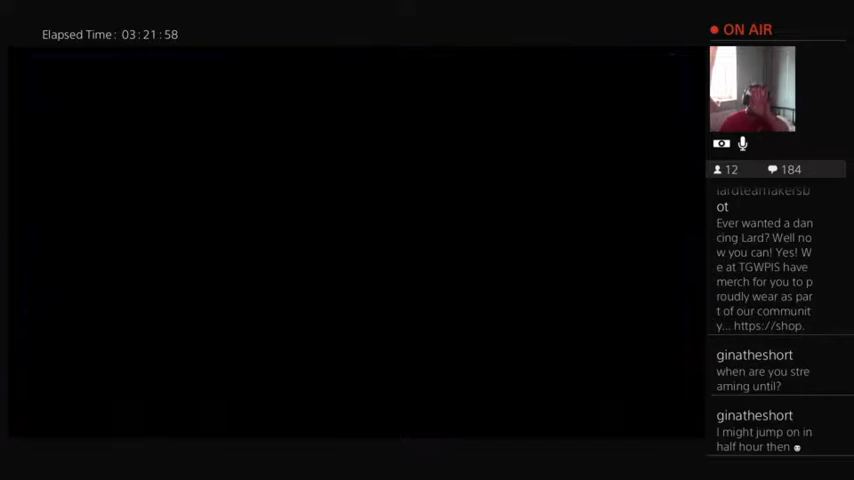 Elapsed Time: 03:21:58
ON AIR
12
184
lardteamakersb
ot
Ever wanted a dan
cing Lard? Well no
w you can! Yes! W
e at TGWPIS have
merch for you to p
roudly wear as par
t of our communit
y... https://shop.
ginatheshort
when are you stre
aming until?
ginatheshort
I might jump on in
half hour then